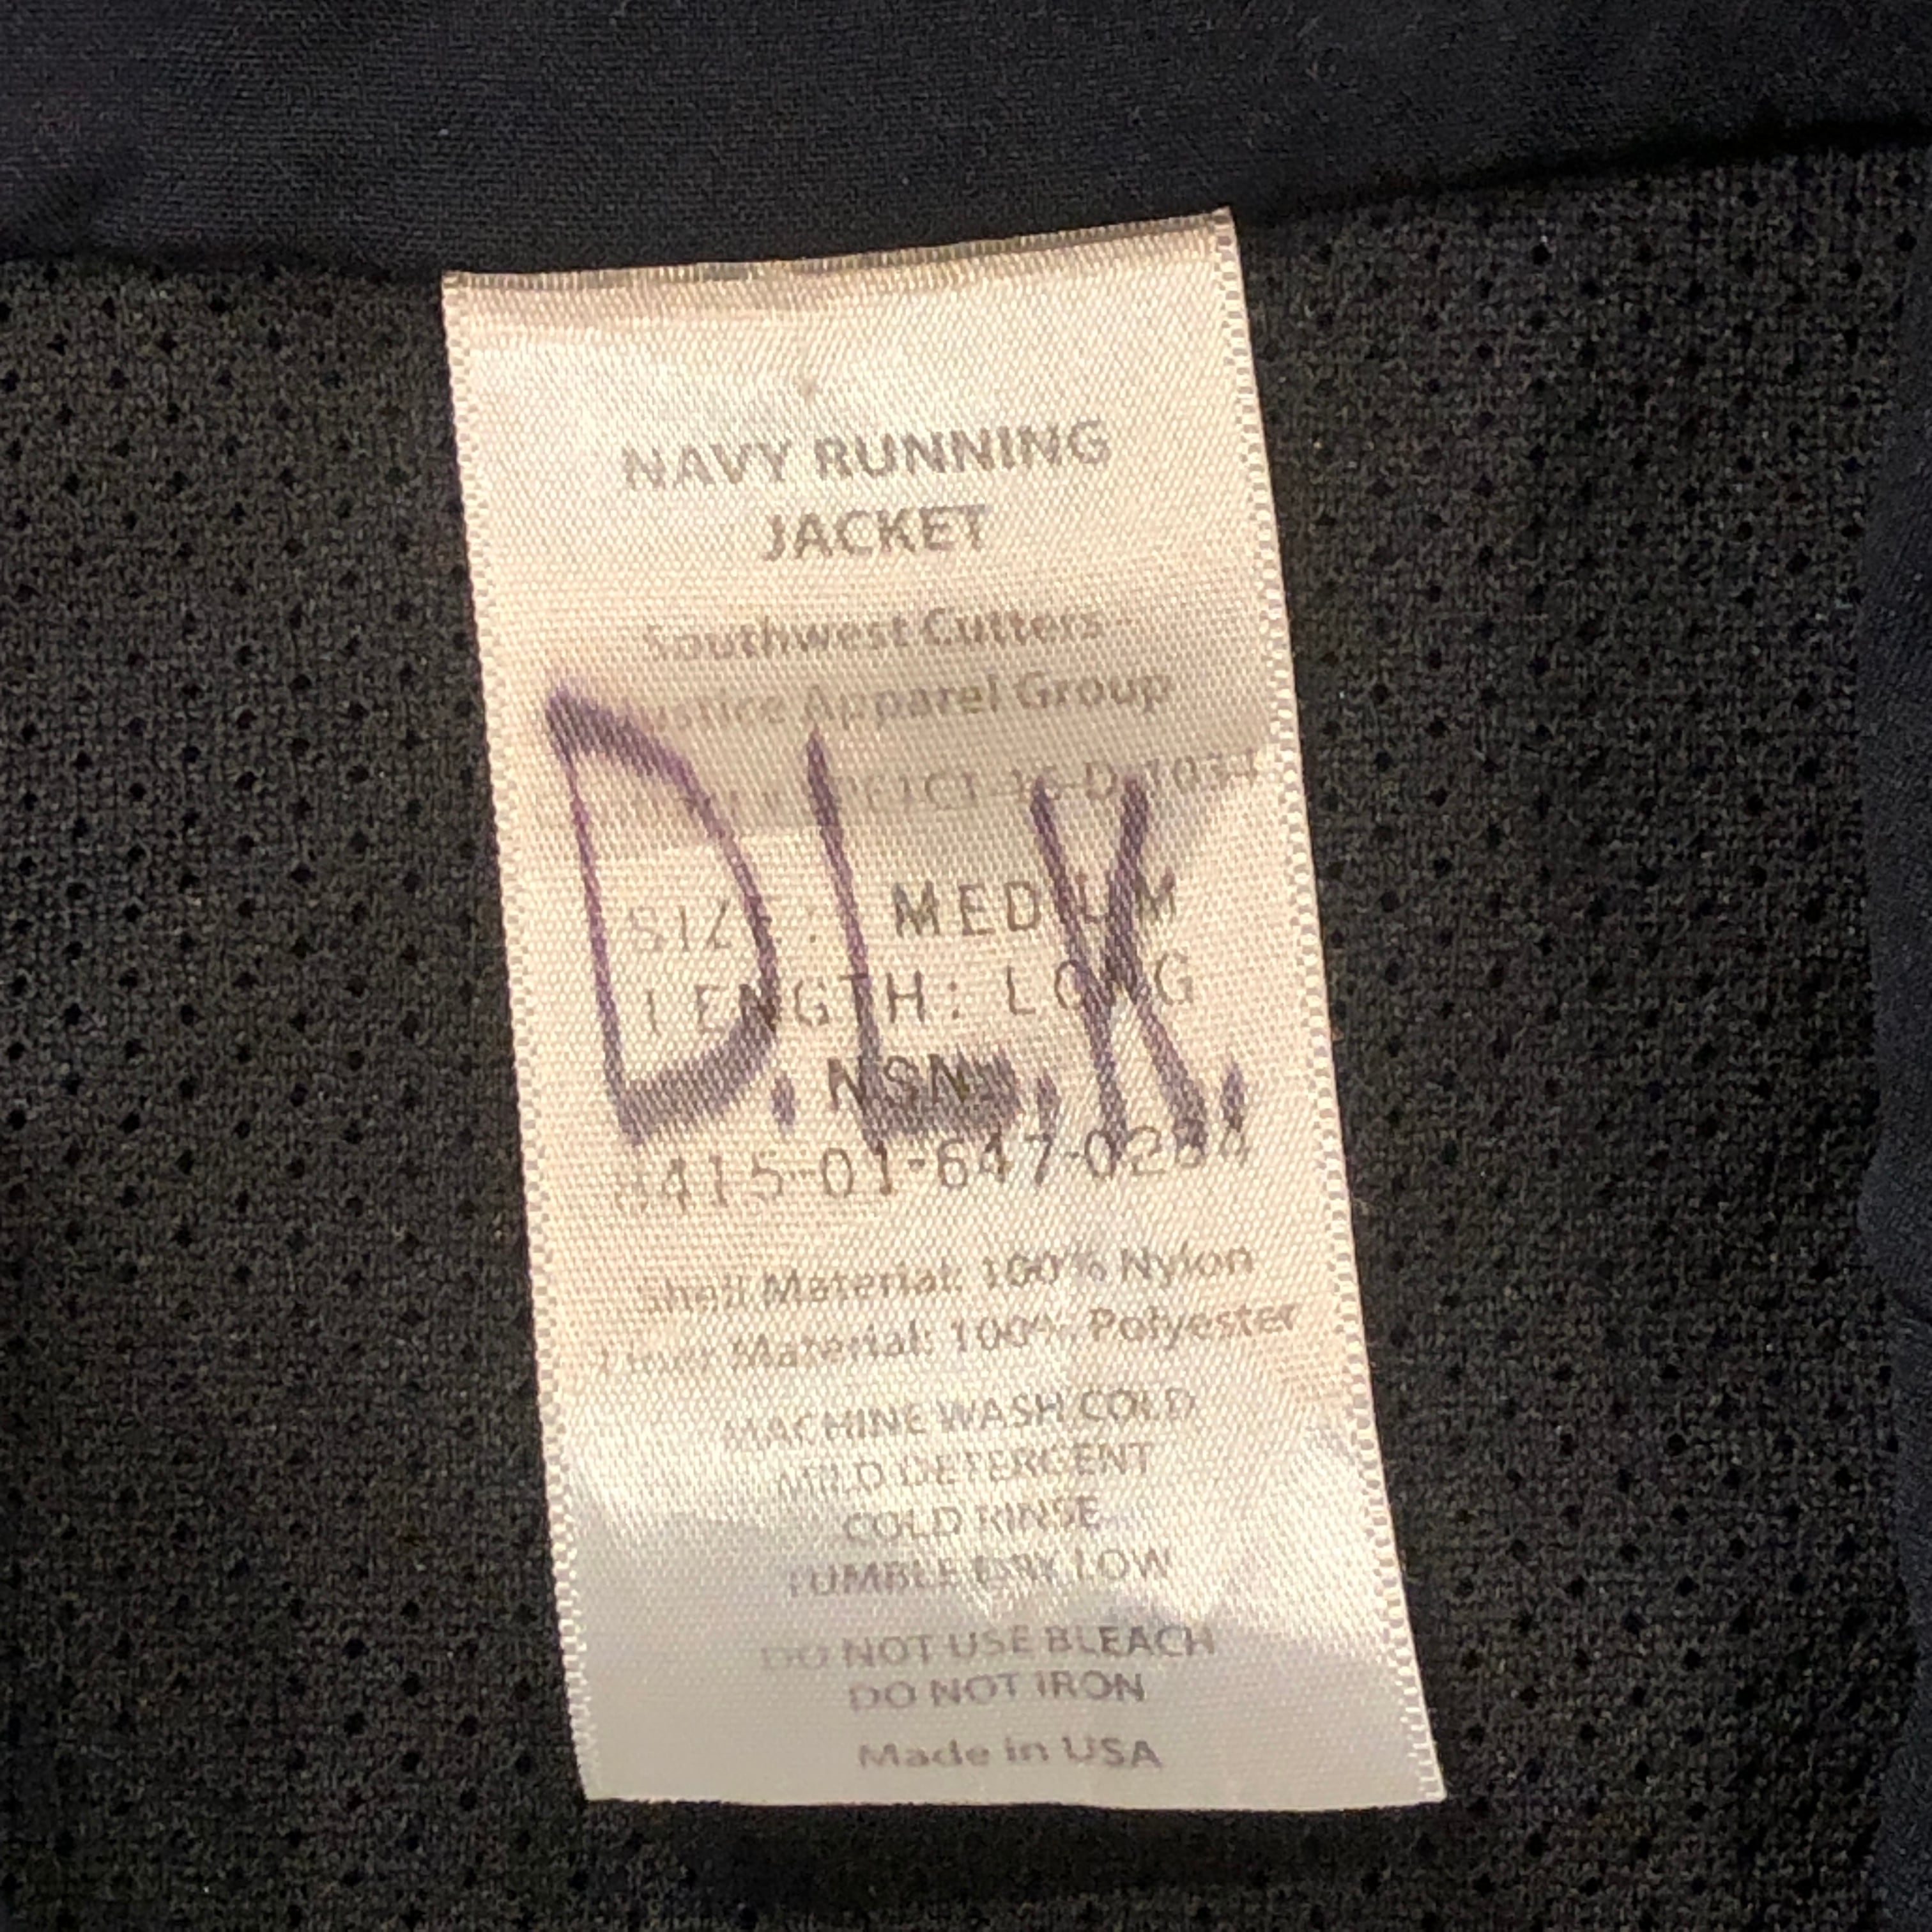 NAVY RUNNING
JACKET
Southwest Cutters
Apparel Group
D.L.K.
SIZE: MEDIUM
LENGTH: LONG
NSN:
Shell Material: 100% Nylon
Liner Material: 100% Polyester
MACHINE WASH COLD
MILD DETERGENT
COLD RINSE
TUMBLE DRY LOW
DO NOT USE BLEACH
DO NOT IRON
Made in USA